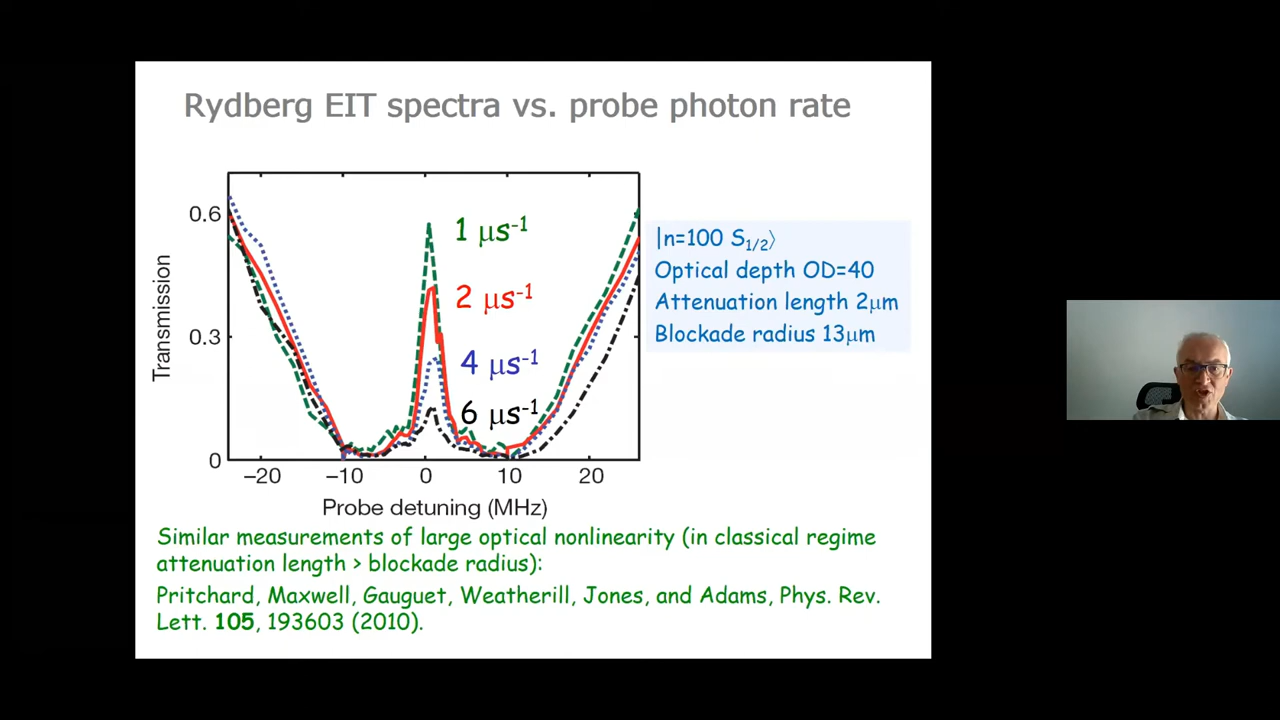 Rydberg EIT spectra vs. probe photon rate
0.6
0.3
0
Transmission
1 μs-1
2 μs-1
4 μs-1
6 μs-1
−20
−10
0
10
20
Probe detuning (MHz)
|n=100 S1/2⟩
Optical depth OD=40
Attenuation length 2μm
Blockade radius 13μm
Similar measurements of large optical nonlinearity (in classical regime
attenuation length > blockade radius):
Pritchard, Maxwell, Gauguet, Weatherill, Jones, and Adams, Phys. Rev.
Lett. 105, 193603 (2010).